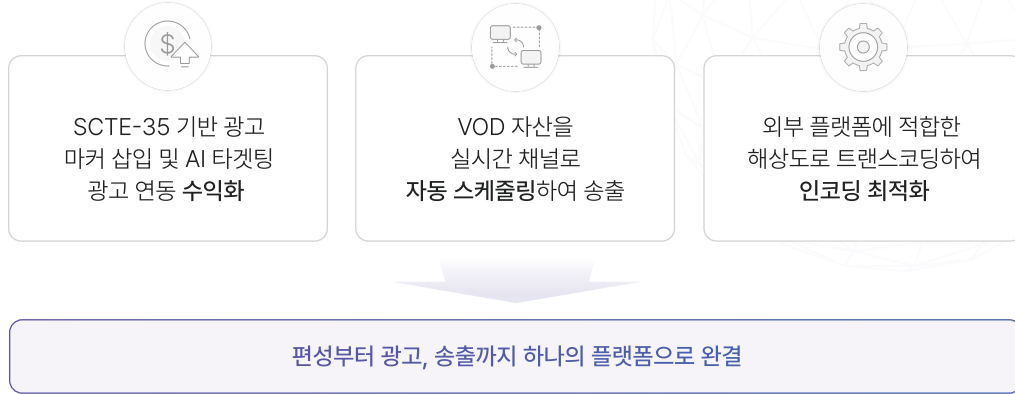 $
SCTE-35 기반 광고
마커 삽입 및 AI 타겟팅
광고 연동 수익화
VOD 자산을
실시간 채널로
자동 스케줄링하여 송출
외부 플랫폼에 적합한
해상도로 트랜스코딩하여
인코딩 최적화
편성부터 광고, 송출까지 하나의 플랫폼으로 완결